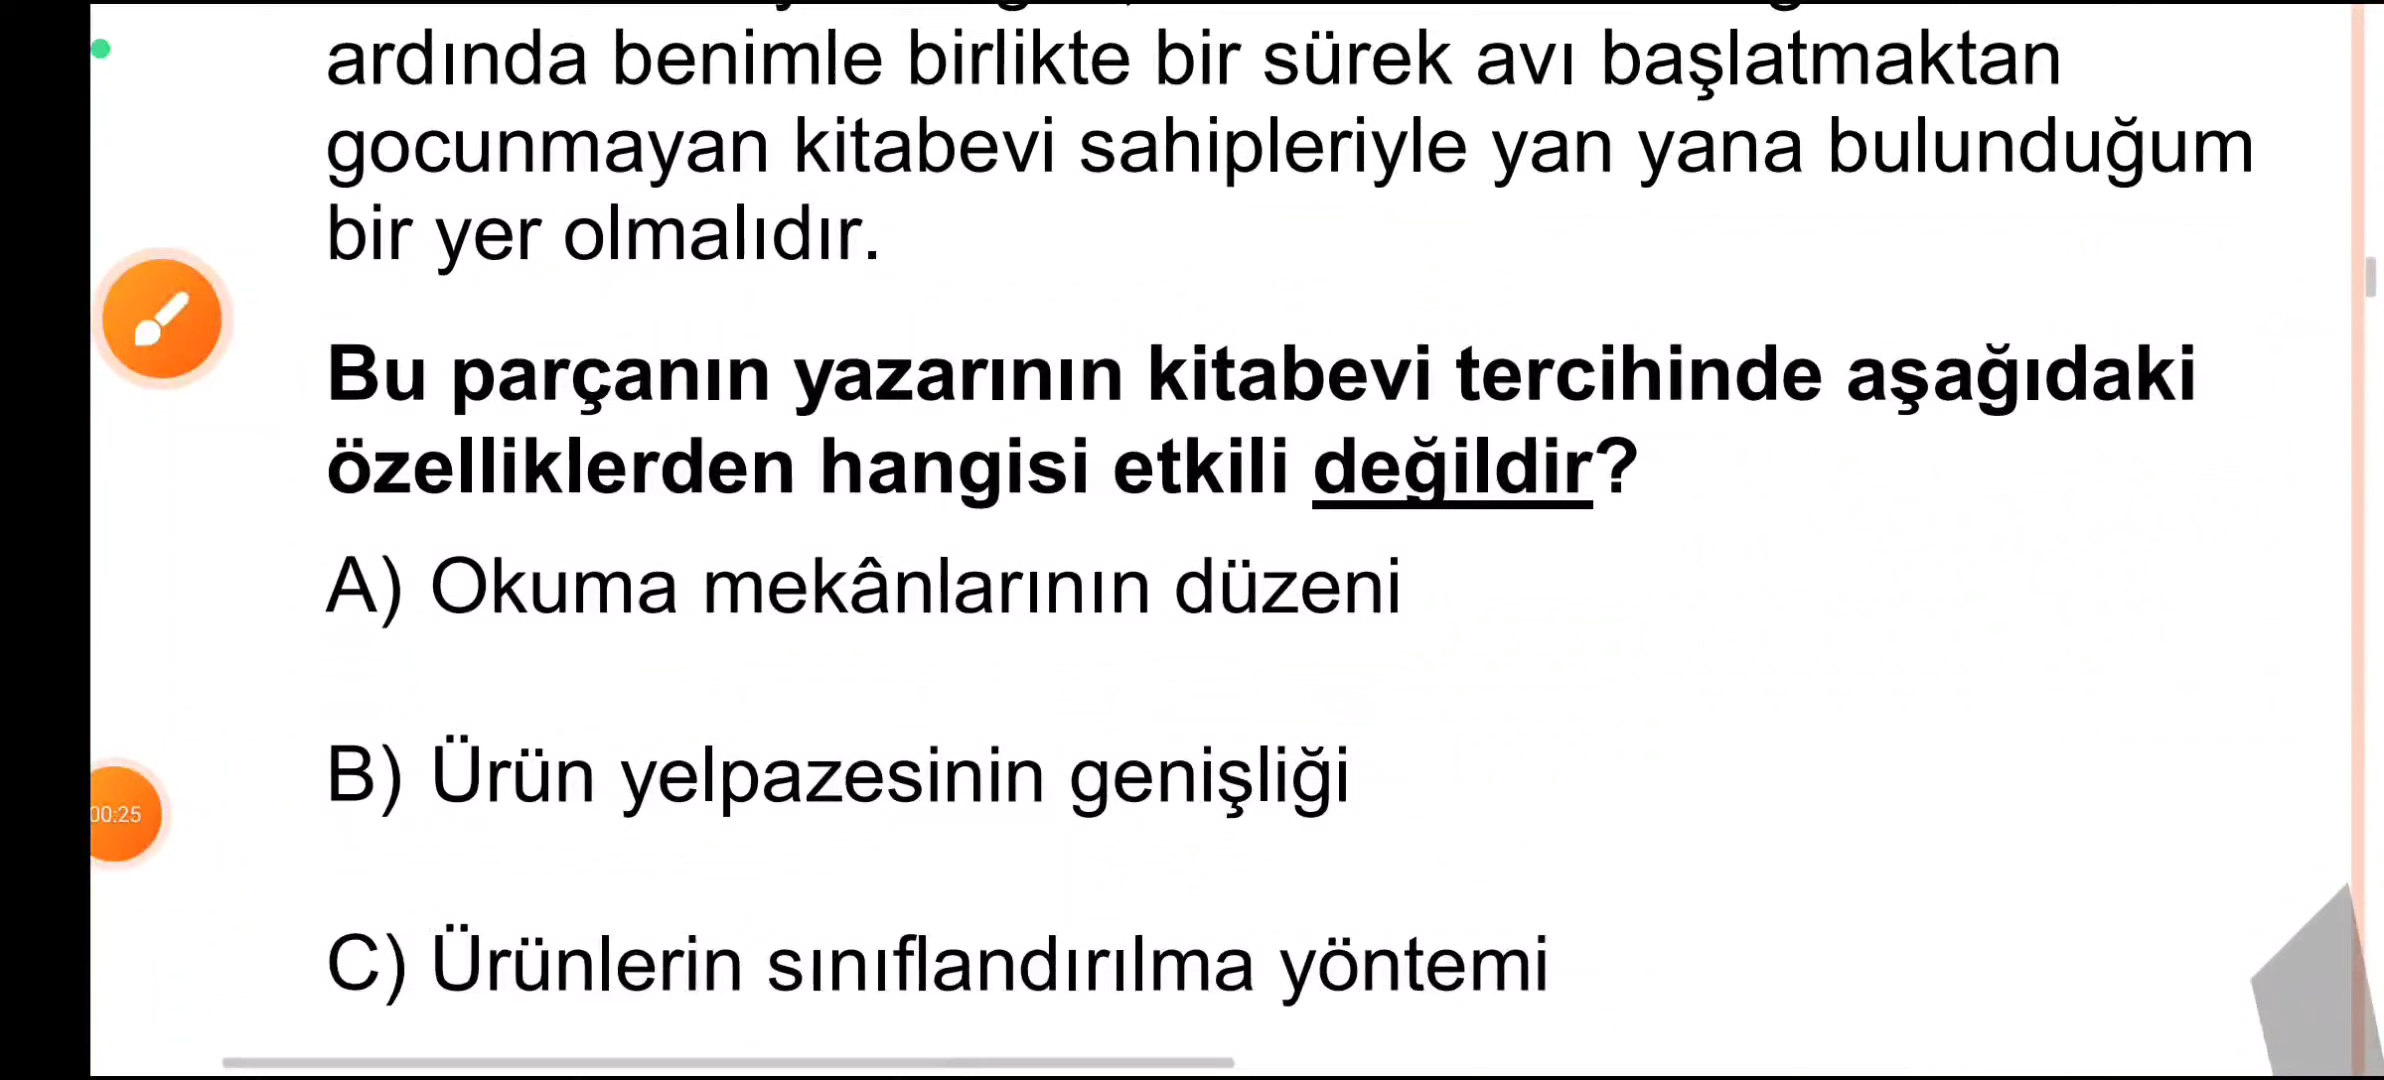 ardında benimle birlikte bir sürek avı başlatmaktan
gocunmayan kitabevi sahipleriyle yan yana bulunduğum
bir yer olmalıdır.
Bu parçanın yazarının kitabevi tercihinde aşağıdaki
özelliklerden hangisi etkili değildir?
A) Okuma mekânlarının düzeni
B) Ürün yelpazesinin genişliği
00:25
C) Ürünlerin sınıflandırılma yöntemi